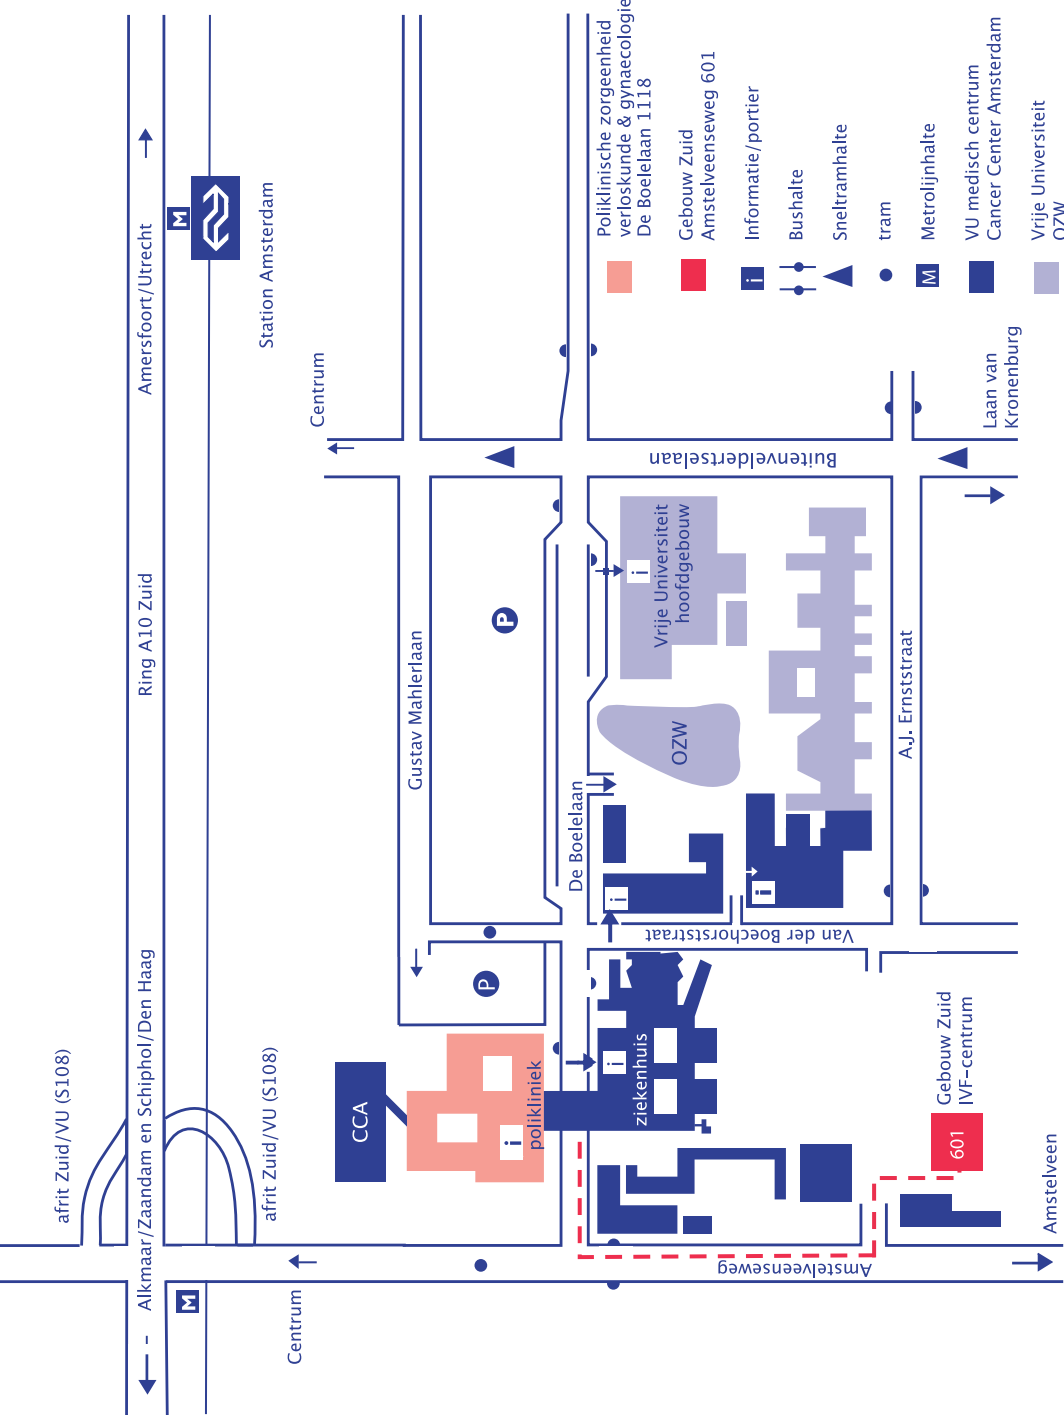 Alkmaar/Zaandam en Schiphol/Den Haag
Ring A10 Zuid
Amersfoort/Utrecht
M
M
Station Amsterdam
afrit Zuid/VU (S108)
afrit Zuid/VU (S108)
Centrum
Centrum
Gustav Mahlerlaan
P
P
CCA
polikliniek
i
De Boelelaan
Buitenveldertselaan
ziekenhuis
i
i
i
OZW
Vrije Universiteit
hoofdgebouw
i
Van der Boechorststraat
A.J. Ernststraat
Amstelveenseweg
Gebouw Zuid
IVF-centrum
601
Amstelveen
Laan van
Kronenburg
Poliklinische zorgeenheid
verloskunde & gynaecologie
De Boelelaan 1118
Gebouw Zuid
Amstelveenseweg 601
i
Informatie/portier
Bushalte
Sneltramhalte
tram
M
Metrolijnhalte
VU medisch centrum
Cancer Center Amsterdam
Vrije Universiteit
OZW